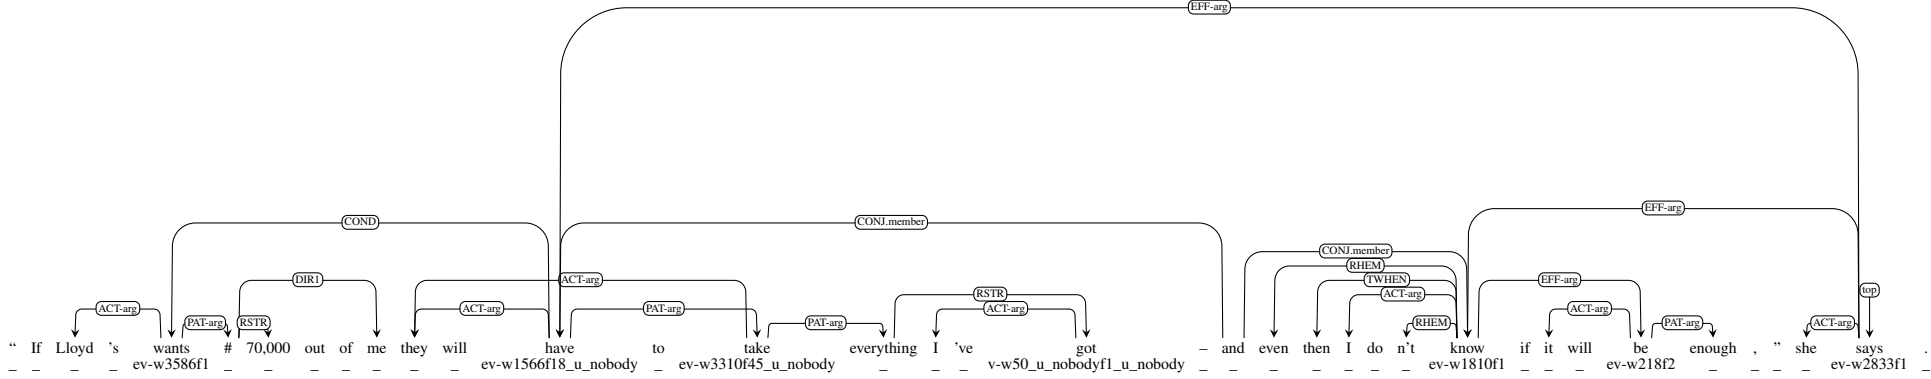 EFF-arg
EFF-arg
COND CONJ.member
CONJ.member
RHEM
DIR1 ACT-arg TWHEN EFF-arg
RSTR ACT-arg top
ACT-arg ACT-arg PAT-arg ACT-arg ACT-arg
PAT-arg RSTR PAT-arg RHEM PAT-arg ACT-arg
“ If Lloyd 's wants # 70,000 out of me they will have to take everything I 've got – and even then I do n't know if it will be enough , ” she says .
_ _ _ _ ev-w3586f1 _ _ _ _ _ _ _ ev-w1566f18_u_nobody _ ev-w3310f45_u_nobody _ _ _ v-w50_u_nobodyf1_u_nobody _ _ _ _ _ _ _ ev-w1810f1 _ _ _ ev-w218f2 _ _ _ _ ev-w2833f1 _